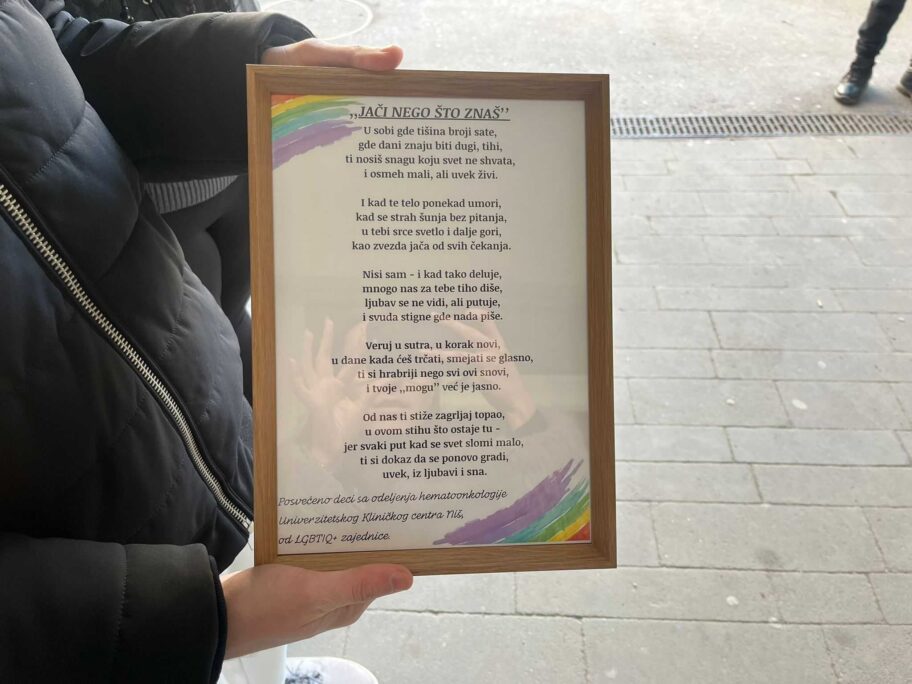 ,,JAČI NEGO ŠTO ZNAŠ’’
U sobi gde tišina broji sate,
gde dani znaju biti dugi, tihi,
ti nosiš snagu koju svet ne shvata,
i osmeh mali, ali uvek živi.
I kad te telo ponekad umori,
kad se strah šunja bez pitanja,
u tebi srce svetlo i dalje gori,
kao zvezda jača od svih čekanja.
Nisi sam - i kad tako deluje,
mnogo nas za tebe tiho diše,
ljubav se ne vidi, ali putuje,
i svuda stigne gde nada piše.
Veruj u sutra, u korak novi,
u dane kada ćeš trčati, smejati se glasno,
ti si hrabriji nego svi ovi snovi,
i tvoje ,,mogu’’ već je jasno.
Od nas ti stiže zagrljaj topao,
u ovom stihu što ostaje tu -
jer svaki put kad se svet slomi malo,
ti si dokaz da se ponovo gradi,
uvek, iz ljubavi i sna.
Posvećeno deci sa odeljenja hematoonkologije
Univerzitetskog Kliničkog centra Niš,
od LGBTIQ+ zajednice.